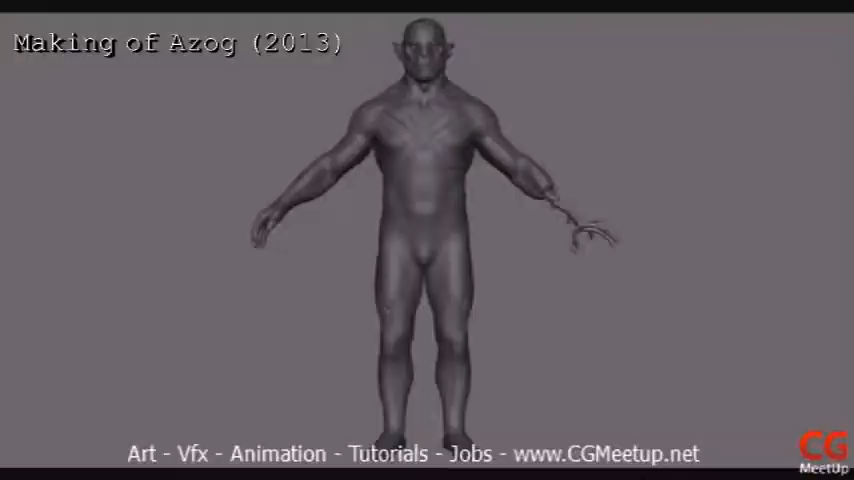 Making of Azog (2013)
Art - Vfx - Animation - Tutorials - Jobs - www.CGMeetup.net
CG
MeetUp